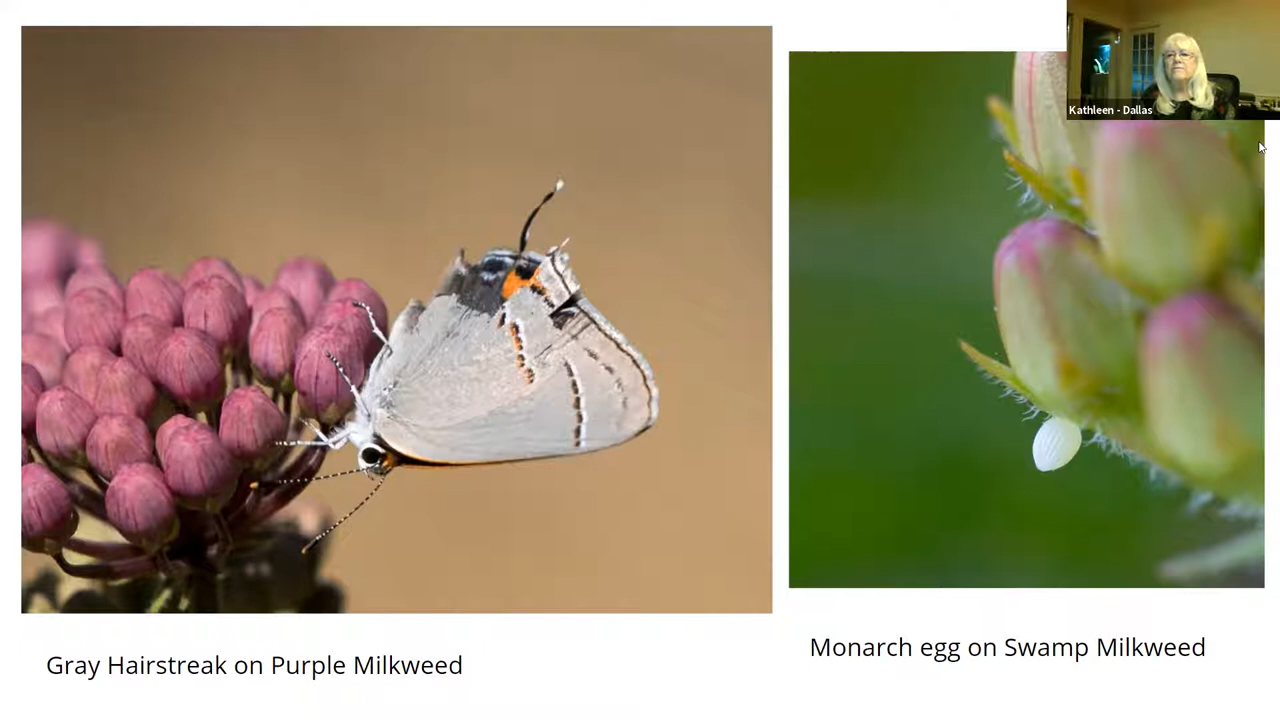 Kathleen - Dallas
Gray Hairstreak on Purple Milkweed
Monarch egg on Swamp Milkweed